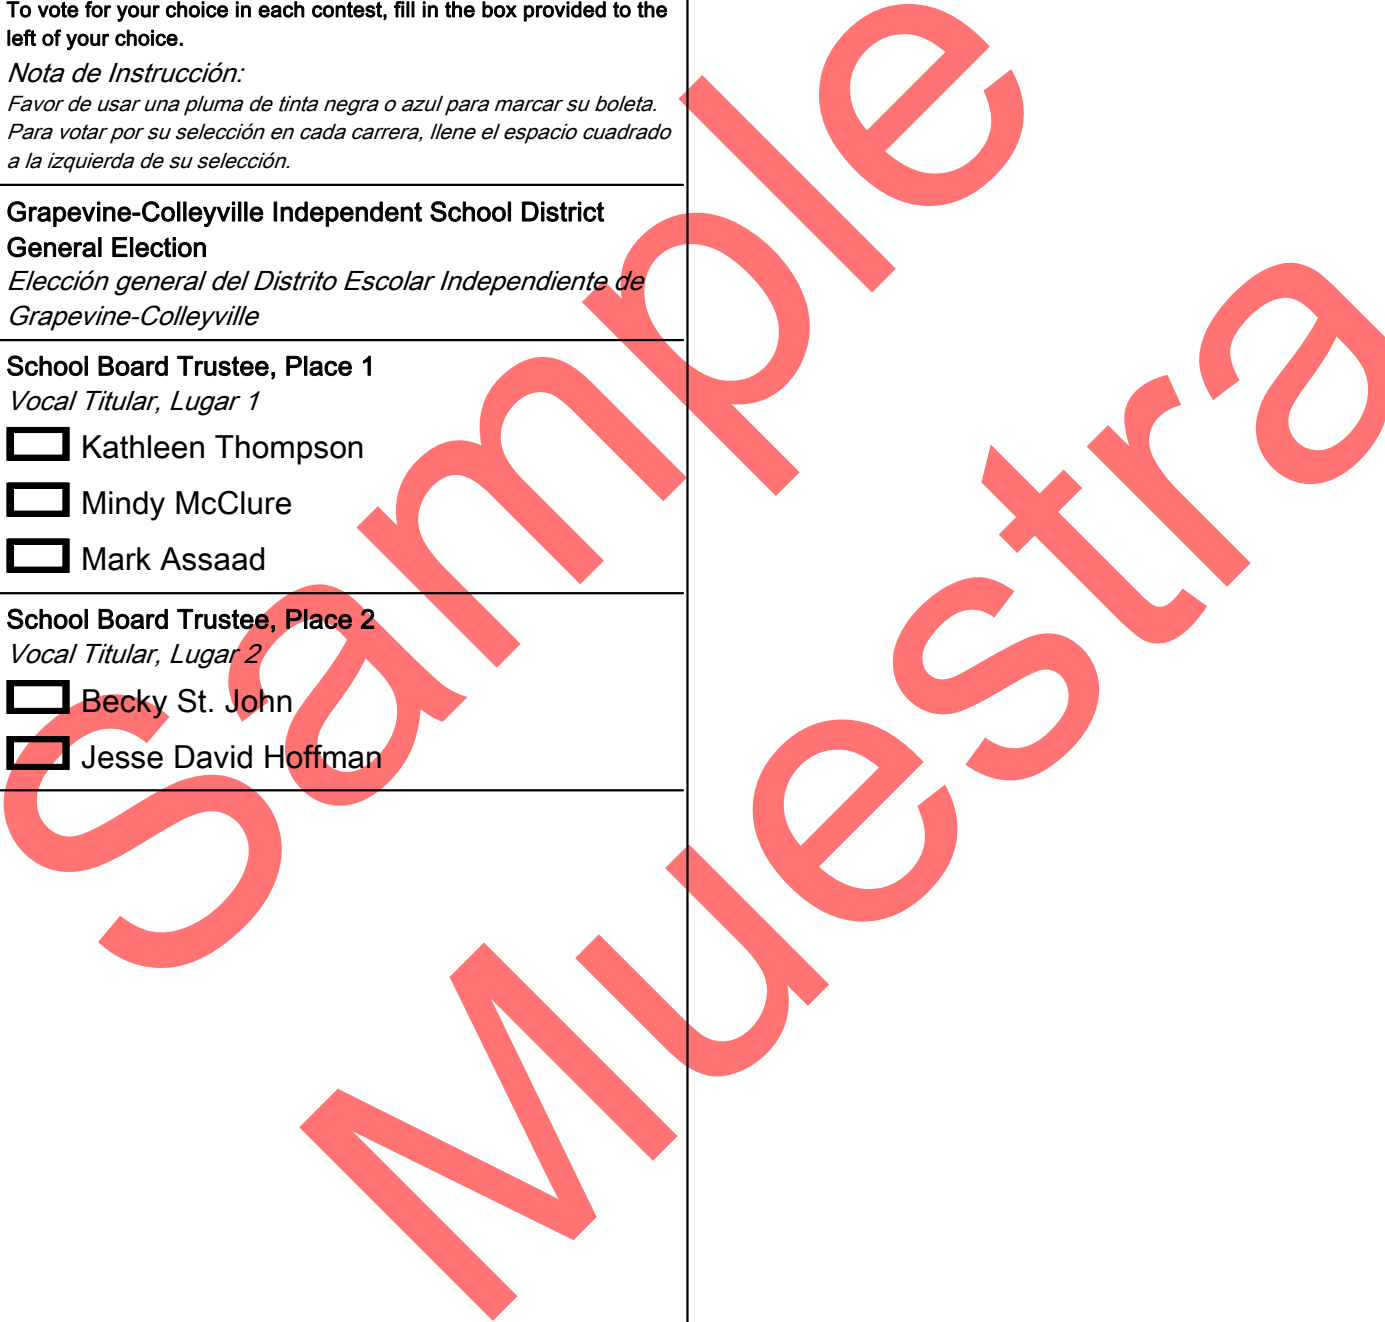 To vote for your choice in each contest, fill in the box provided to the
left of your choice.
Nota de Instrucción:
Favor de usar una pluma de tinta negra o azul para marcar su boleta.
Para votar por su selección en cada carrera, llene el espacio cuadrado
a la izquierda de su selección.
Grapevine-Colleyville Independent School District
General Election
Elección general del Distrito Escolar Independiente de
Grapevine-Colleyville
School Board Trustee, Place 1
Vocal Titular, Lugar 1
Kathleen Thompson
Mindy McClure
Mark Assaad
School Board Trustee, Place 2
Vocal Titular, Lugar 2
Becky St. John
Jesse David Hoffman
Sample
Muestra